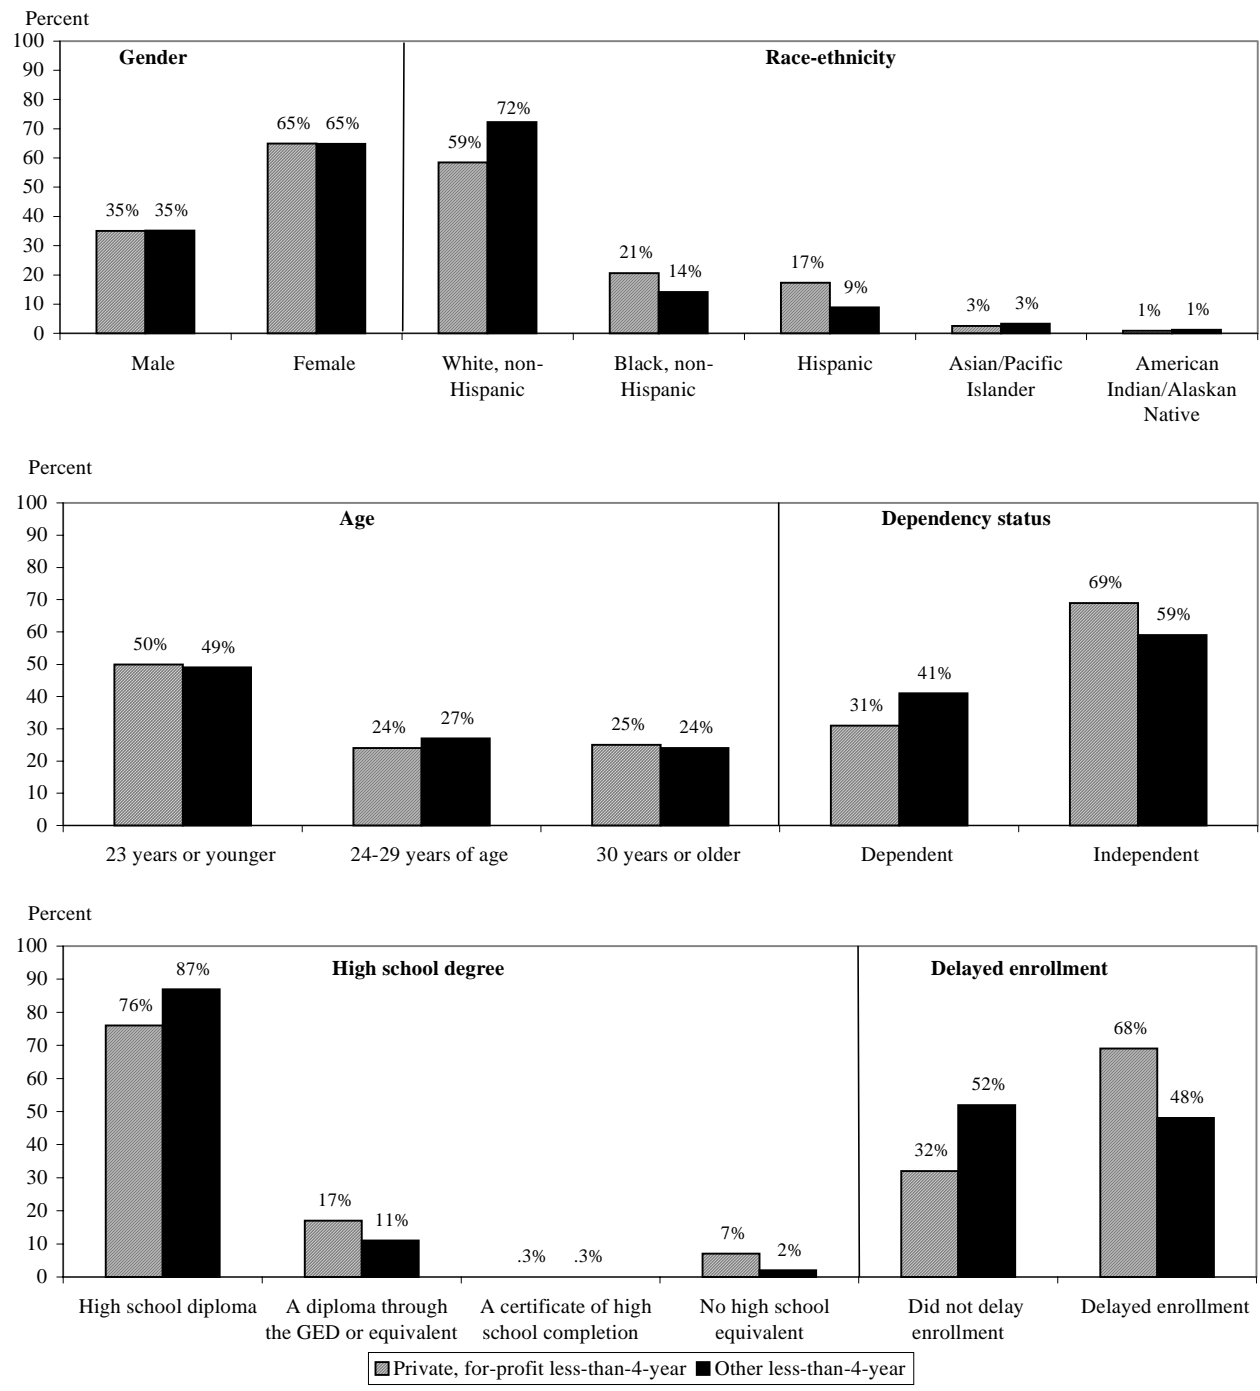 Percent
100
90
80
70
60
50
40
30
20
10
0
Gender
Race-ethnicity
35% 35%
65% 65%
59% 72%
21% 14%
17% 9%
3% 3%
1% 1%
Male
Female
White, non-
Hispanic
Black, non-
Hispanic
Hispanic
Asian/Pacific
Islander
American
Indian/Alaskan
Native
Percent
100
90
80
70
60
50
40
30
20
10
0
Age
Dependency status
50% 49%
24% 27%
25% 24%
31% 41%
69% 59%
23 years or younger
24-29 years of age
30 years or older
Dependent
Independent
Percent
100
90
80
70
60
50
40
30
20
10
0
High school degree
Delayed enrollment
76% 87%
17% 11%
.3% .3%
7% 2%
32% 52%
68% 48%
High school diploma
A diploma through
the GED or equivalent
A certificate of high
school completion
No high school
equivalent
Did not delay
enrollment
Delayed enrollment
Private, for-profit less-than-4-year Other less-than-4-year